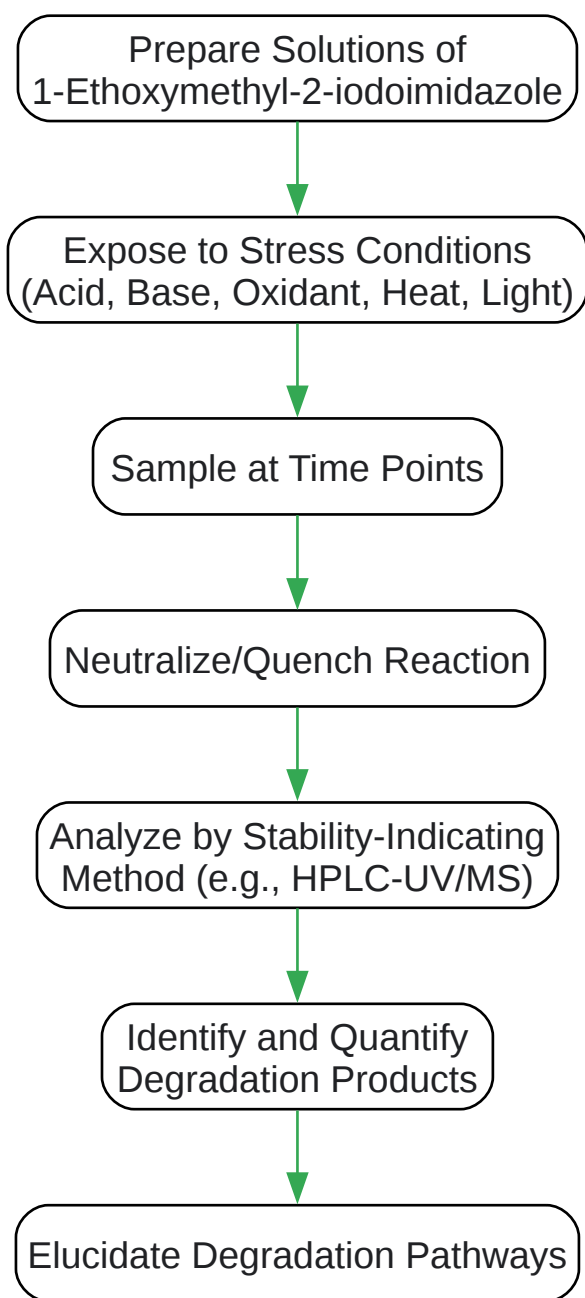 Prepare Solutions of
1-Ethoxymethyl-2-iodoimidazole
Expose to Stress Conditions
(Acid, Base, Oxidant, Heat, Light)
Sample at Time Points
Neutralize/Quench Reaction
Analyze by Stability-Indicating
Method (e.g., HPLC-UV/MS)
Identify and Quantify
Degradation Products
Elucidate Degradation Pathways